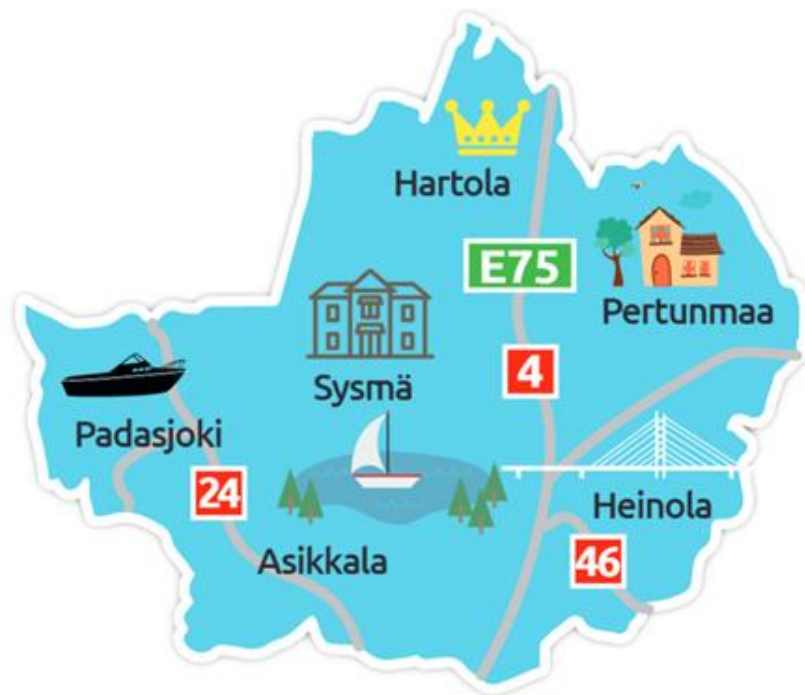 Hartola
E75
Pertunmaa
4
Sysmä
Padasjoki
24
Heinola
Asikkala
46